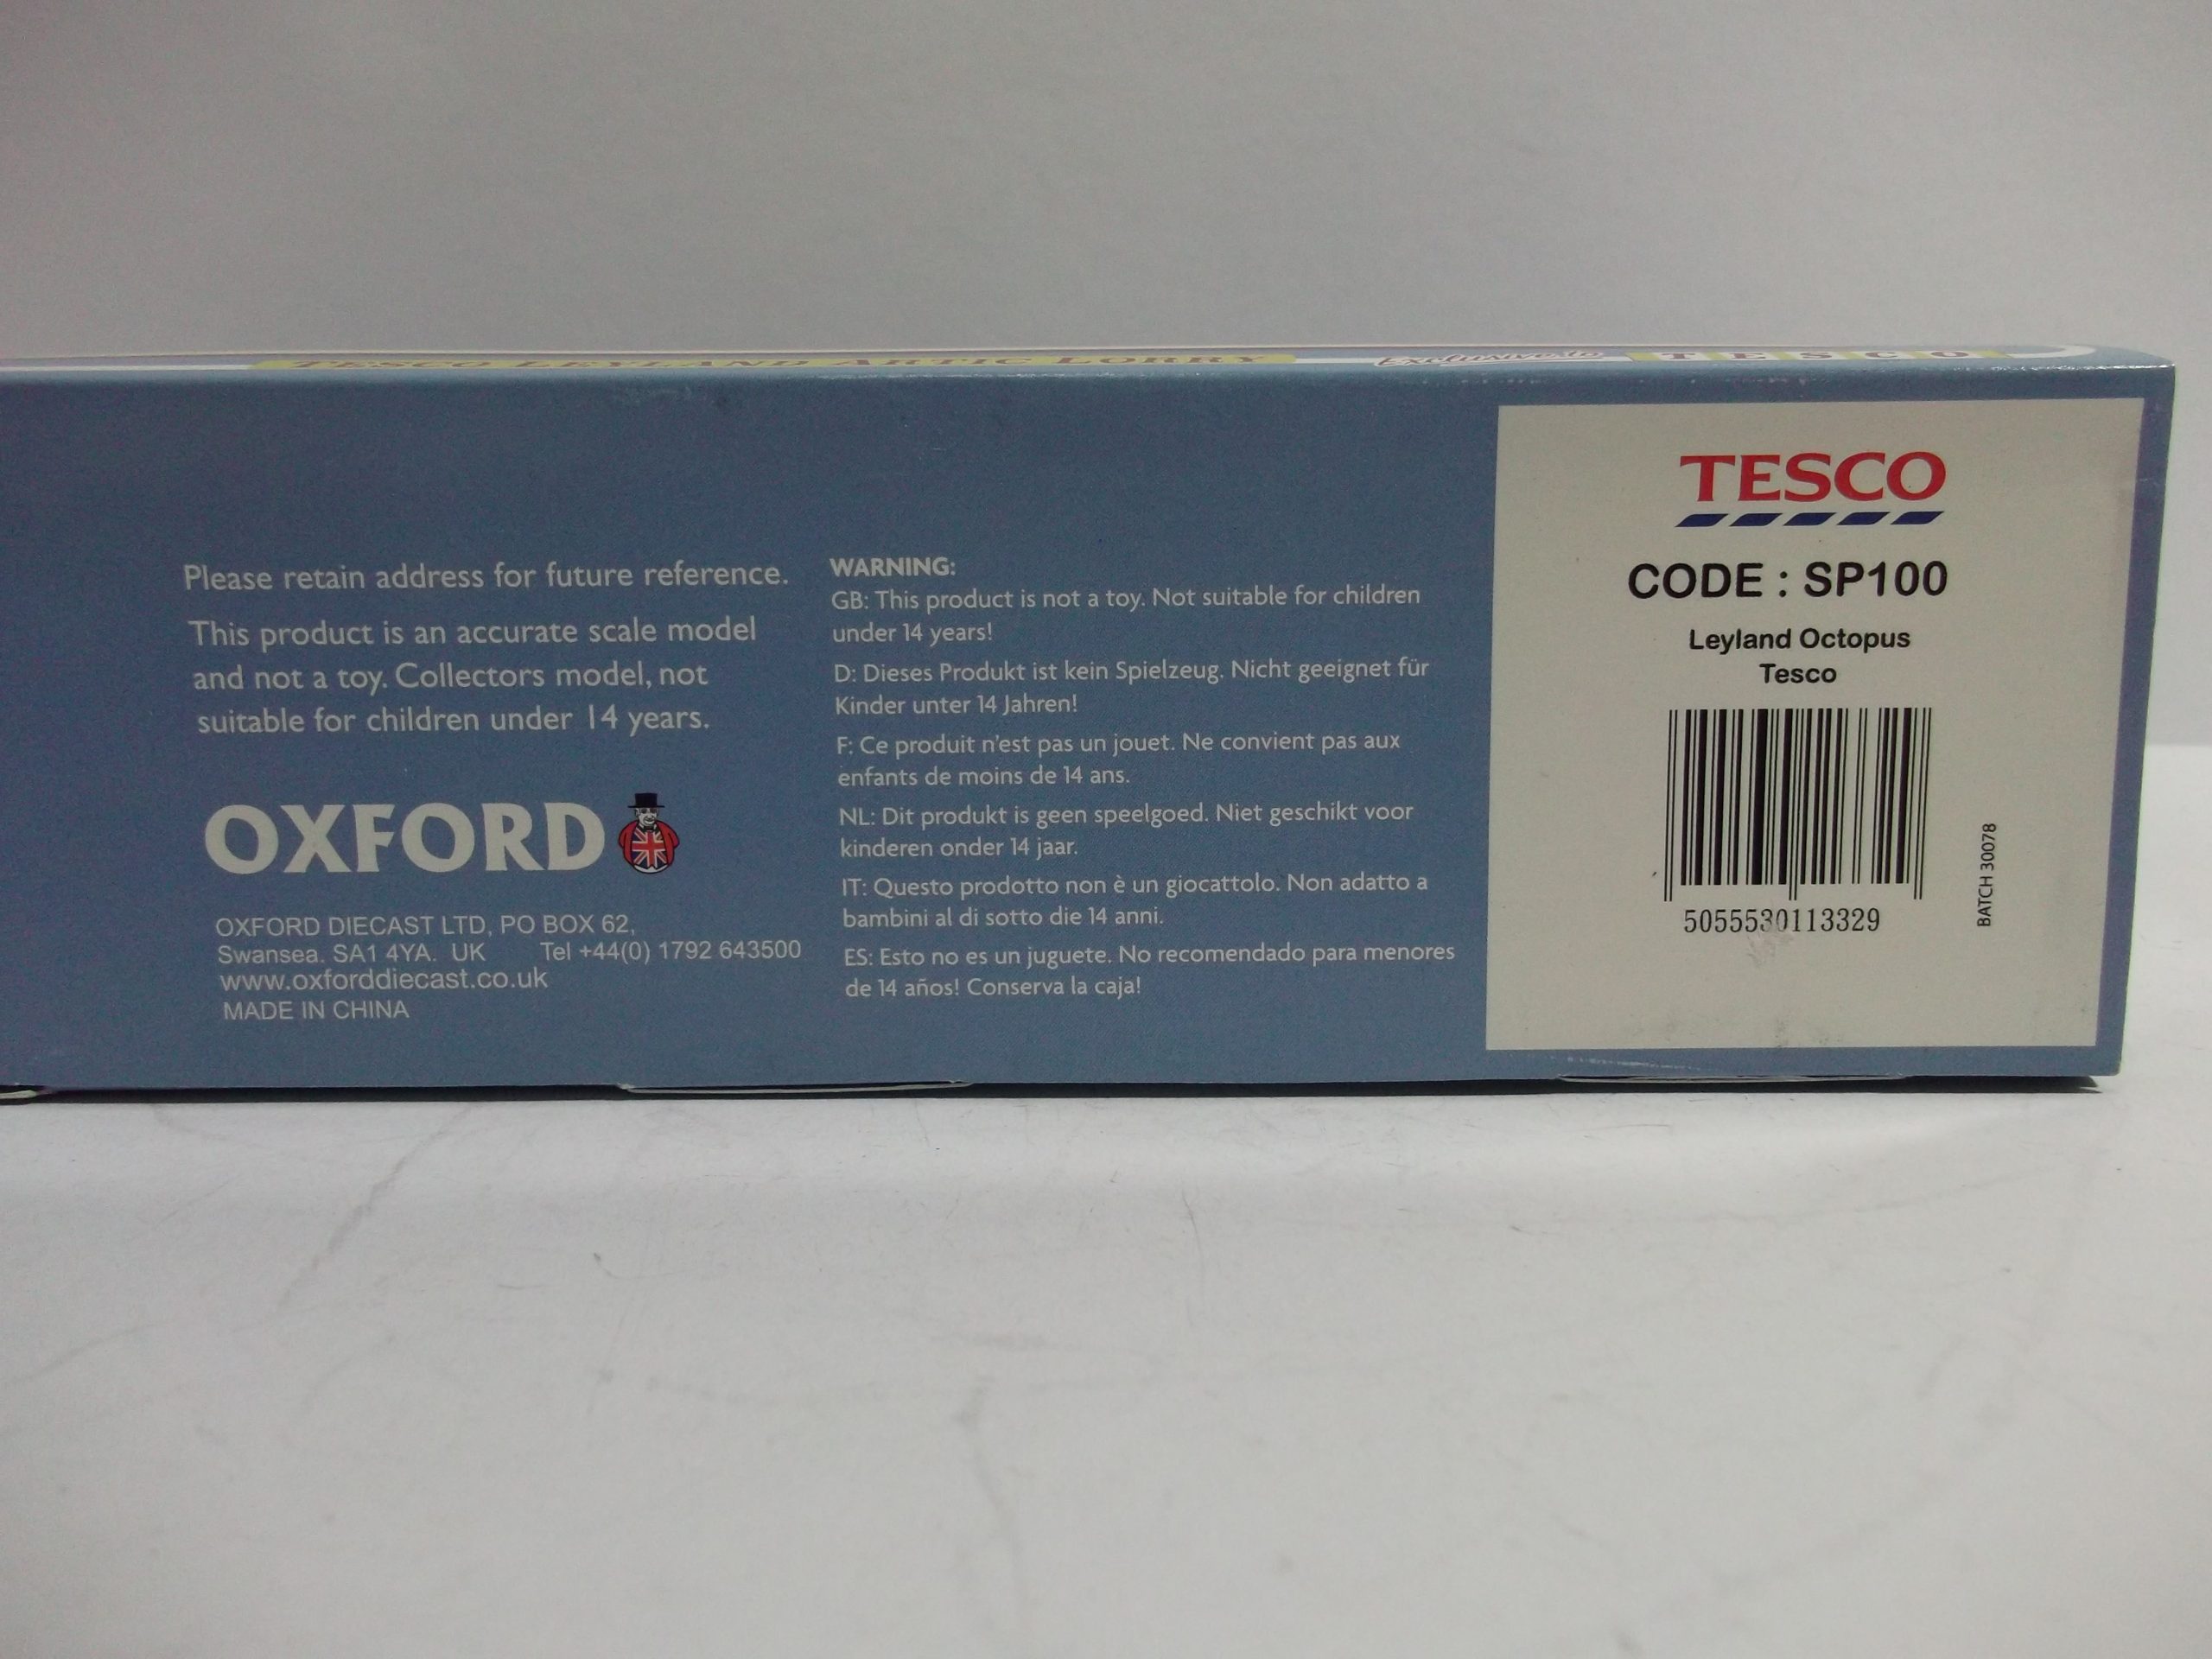 TESCO LEYLAND ARTIC LORRY
Exclusive to
TESCO
Please retain address for future reference.
This product is an accurate scale model
and not a toy. Collectors model, not
suitable for children under 14 years.
OXFORD
OXFORD DIECAST LTD, PO BOX 62,
Swansea. SA1 4YA. UK Tel +44(0) 1792 643500
www.oxforddiecast.co.uk
MADE IN CHINA
WARNING:
GB: This product is not a toy. Not suitable for children
under 14 years!
D: Dieses Produkt ist kein Spielzeug. Nicht geeignet für
Kinder unter 14 Jahren!
F: Ce produit n'est pas un jouet. Ne convient pas aux
enfants de moins de 14 ans.
NL: Dit produkt is geen speelgoed. Niet geschikt voor
kinderen onder 14 jaar.
IT: Questo prodotto non è un giocattolo. Non adatto a
bambini al di sotto die 14 anni.
ES: Esto no es un juguete. No recomendado para menores
de 14 años! Conserva la caja!
TESCO
CODE : SP100
Leyland Octopus
Tesco
5055530113329
BATCH 30078